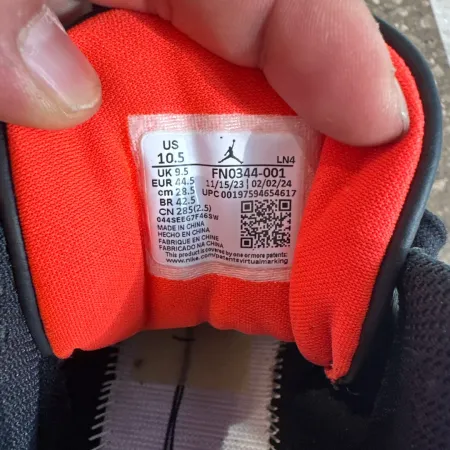 US
10.5
LN4
UK 9.5
FN0344-001
EUR 44.5
11/15/23 02/02/24
cm 28.5
UPC 00197594654617
BR 42.5
CN 285(2.5)
044SEEG7F46SW
MADE IN CHINA
HECHO EN CHINA
FABRIQUE EN CHINE
FABRICADO EN CHINA
This product is covered by one or more patents:
www.nike.com/patentsvirtualmarking